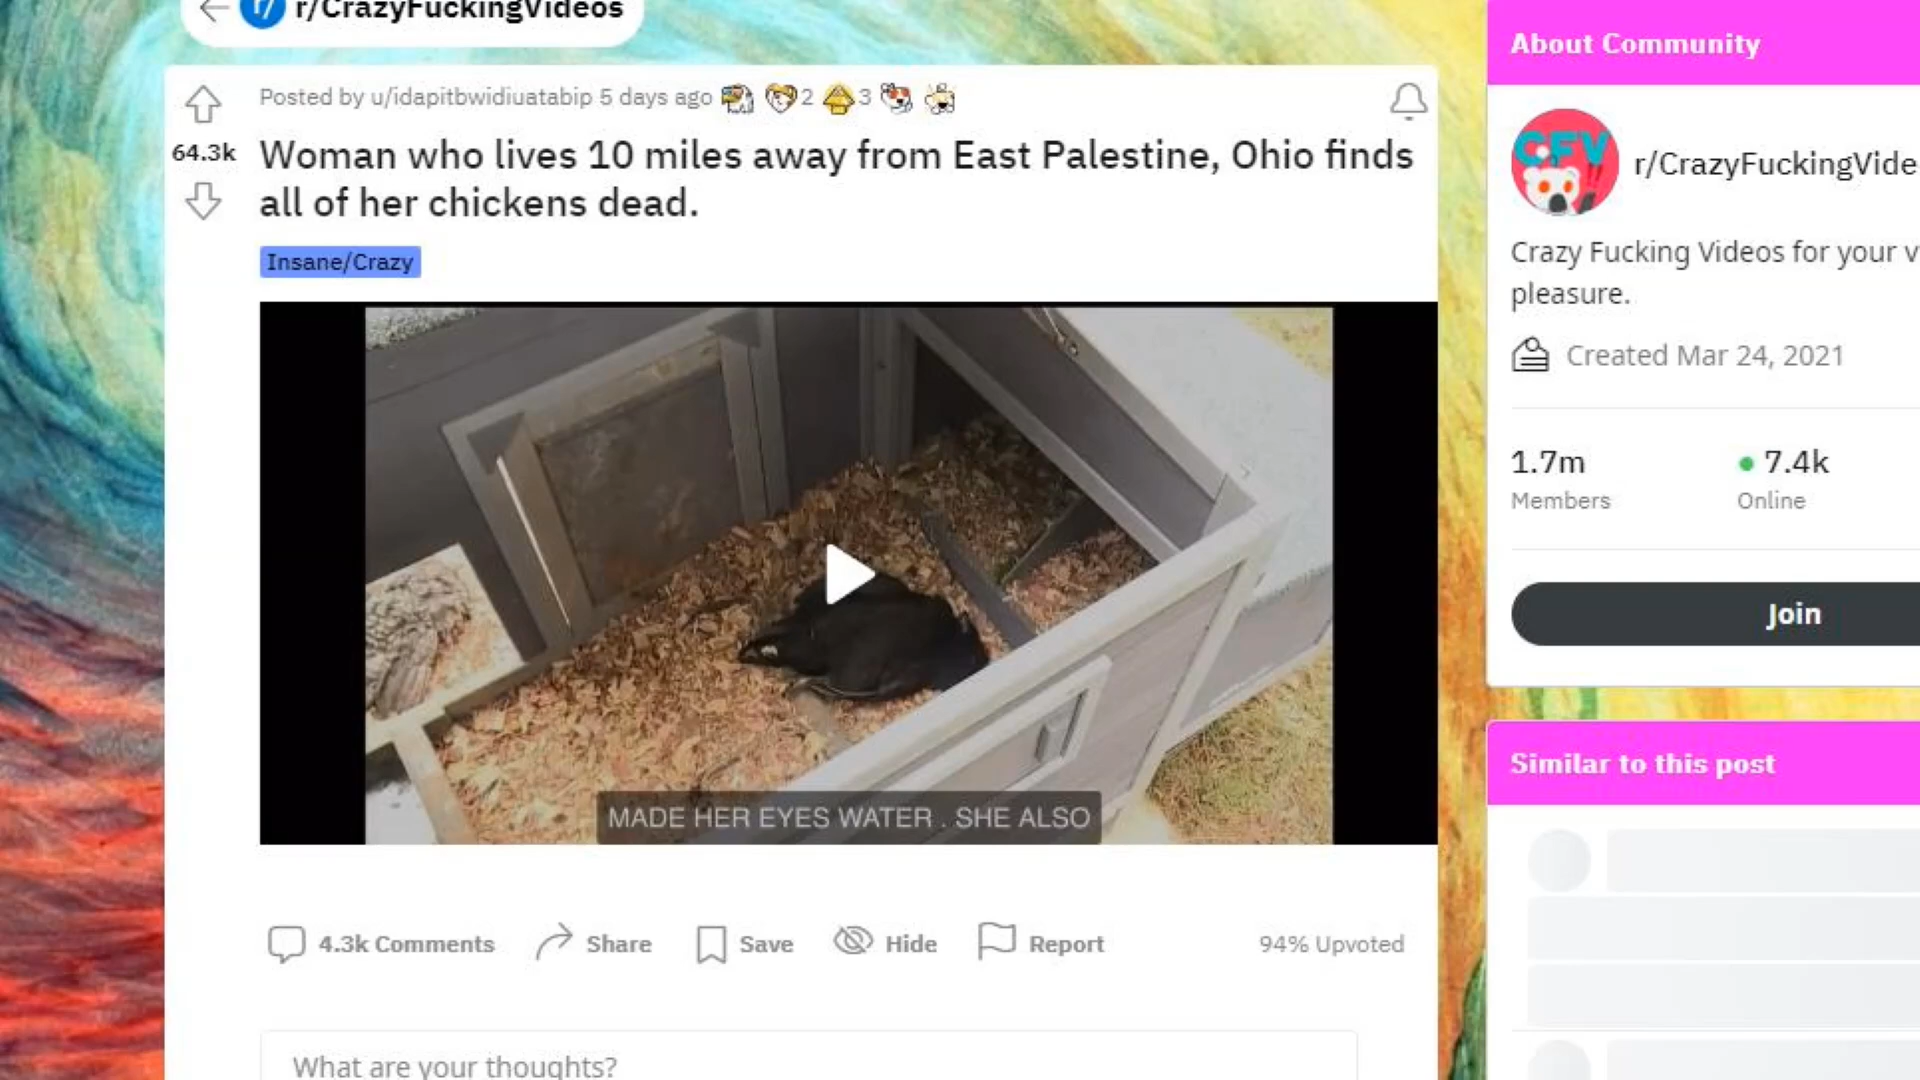 r/CrazyFuckingVideos
Posted by u/idapitbwidiuatabip 5 days ago 2 3
64.3k
Woman who lives 10 miles away from East Palestine, Ohio finds
all of her chickens dead.
Insane/Crazy
MADE HER EYES WATER . SHE ALSO
4.3k Comments Share Save Hide Report 94% Upvoted
What are your thoughts?
About Community
CFV
r/CrazyFuckingVide
Crazy Fucking Videos for your v
pleasure.
Created Mar 24, 2021
1.7m 7.4k
Members Online
Join
Similar to this post